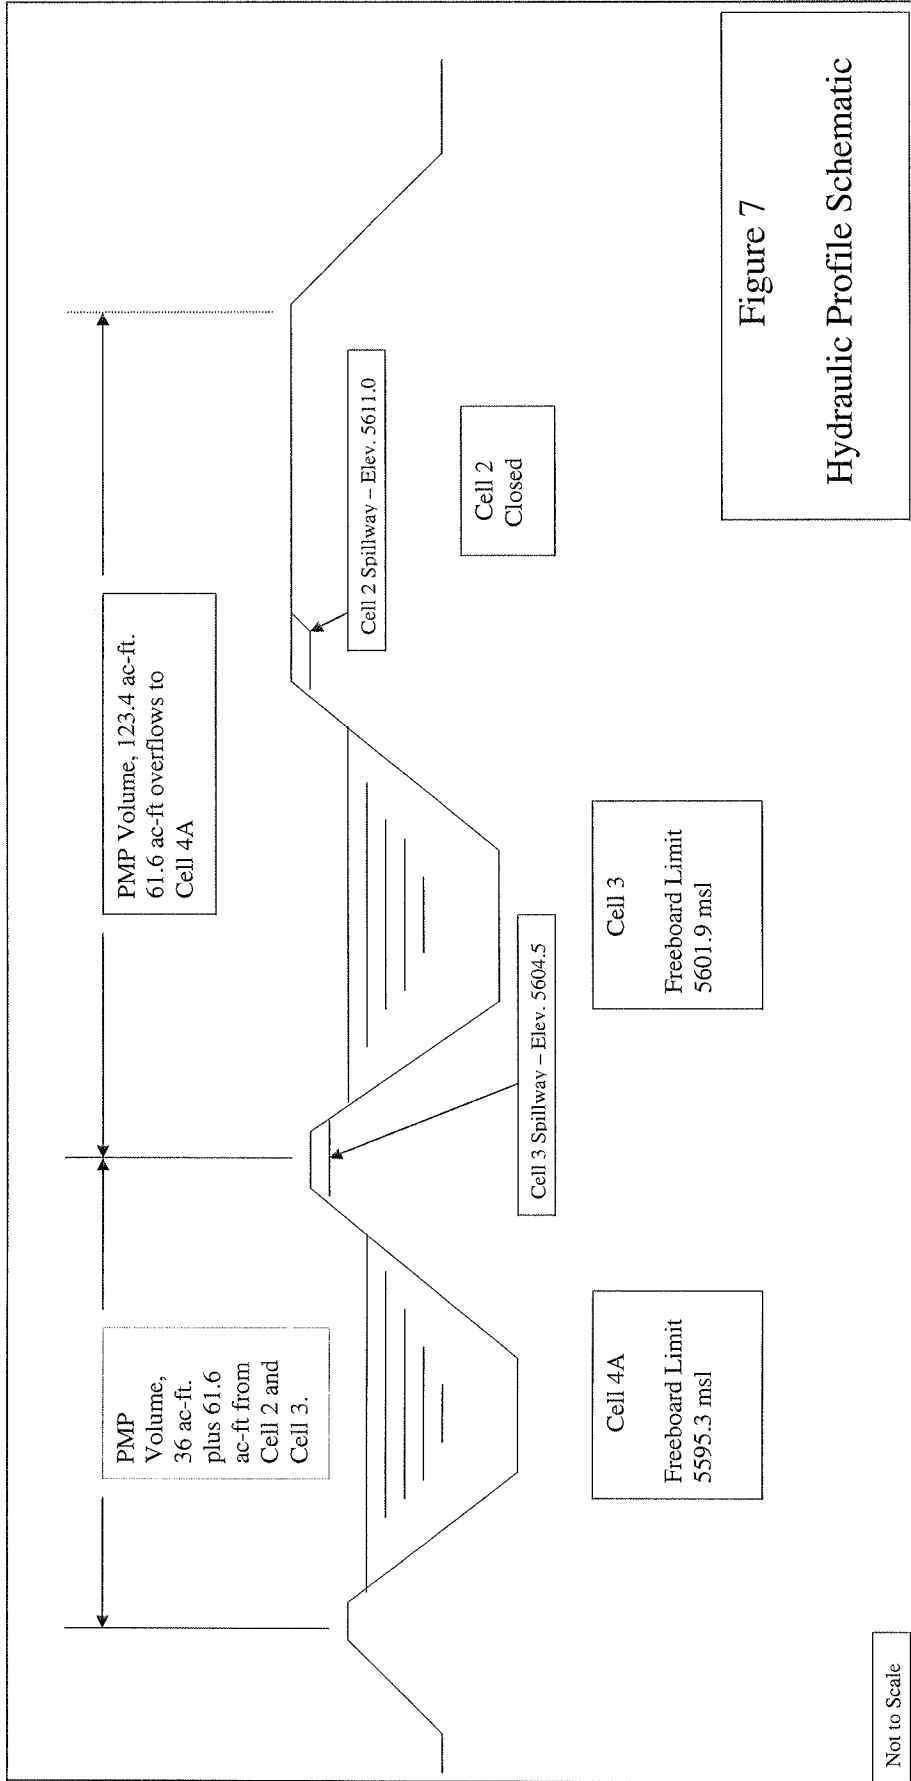 PMP
Volume,
36 ac-ft.
plus 61.6
ac-ft from
Cell 2 and
Cell 3.
PMP Volume, 123.4 ac-ft.
61.6 ac-ft overflows to
Cell 4A
Cell 2 Spillway – Elev. 5611.0
Cell 3 Spillway – Elev. 5604.5
Cell 2
Closed
Cell 4A
Freeboard Limit
5595.3 msl
Cell 3
Freeboard Limit
5601.9 msl
Figure 7
Hydraulic Profile Schematic
Not to Scale